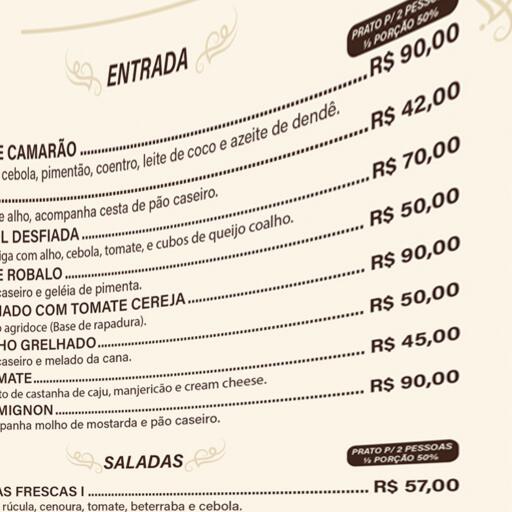 PRATO P/ 2 PESSOAS
½ PORÇÃO 50%
ENTRADA
E CAMARÃO R$ 90,00
cebola, pimentão, coentro, leite de coco e azeite de dendê.
R$ 42,00
e alho, acompanha cesta de pão caseiro.
L DESFIADA R$ 70,00
iga com alho, cebola, tomate, e cubos de queijo coalho.
E ROBALO R$ 50,00
caseiro e geléia de pimenta.
HADO COM TOMATE CEREJA R$ 90,00
agridoce (Base de rapadura).
HO GRELHADO R$ 50,00
caseiro e melado da cana.
MATE R$ 45,00
to de castanha de caju, manjericão e cream cheese.
MIGNON R$ 90,00
panha molho de mostarda e pão caseiro.
SALADAS
PRATO P/ 2 PESSOAS
½ PORÇÃO 50%
AS FRESCAS I R$ 57,00
rúcula, cenoura, tomate, beterraba e cebola.